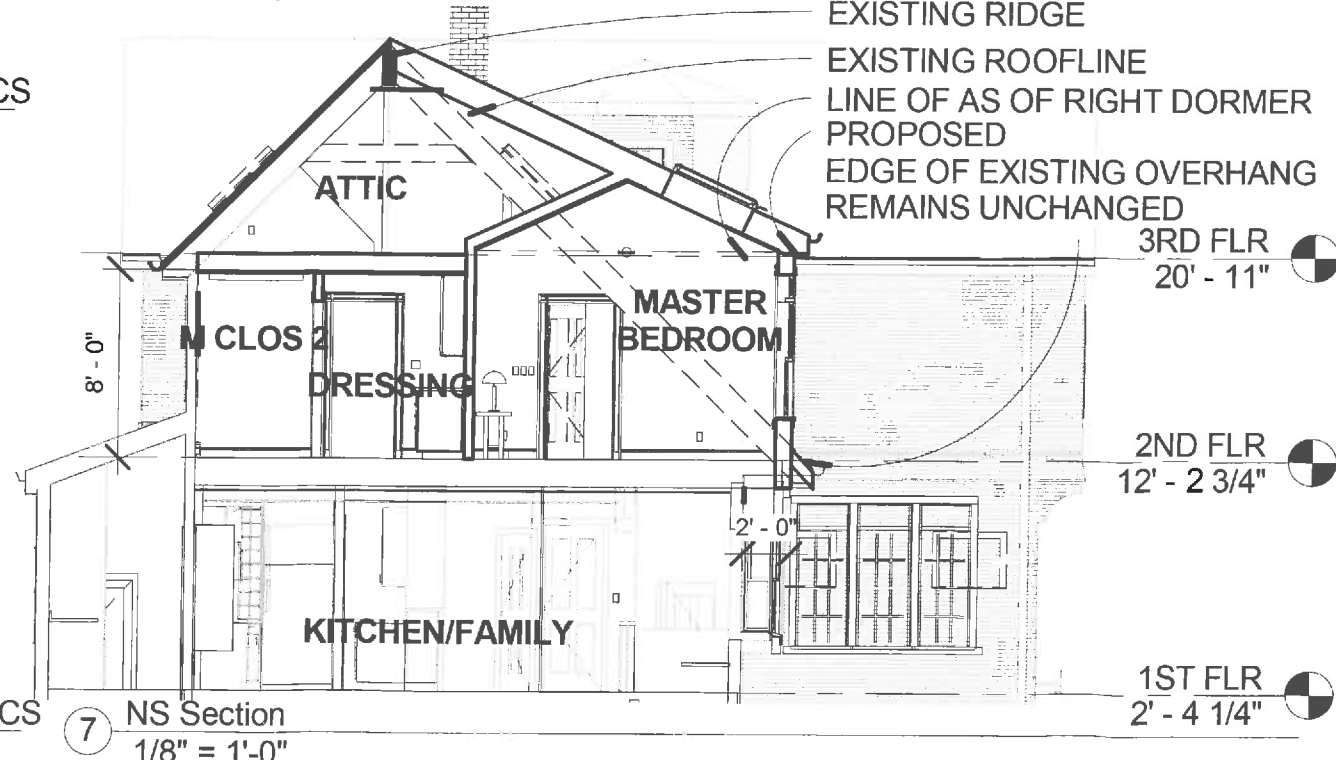 EXISTING RIDGE
EXISTING ROOFLINE
CS
LINE OF AS OF RIGHT DORMER
PROPOSED
EDGE OF EXISTING OVERHANG
REMAINS UNCHANGED
ATTIC
3RD FLR
20' - 11"
MASTER
BEDROOM
M CLOS 2
8' - 0"
DRESSING
2ND FLR
12' - 2 3/4"
2' - 0"
KITCHEN/FAMILY
1ST FLR
2' - 4 1/4"
CS
7 NS Section
1/8" = 1'-0"